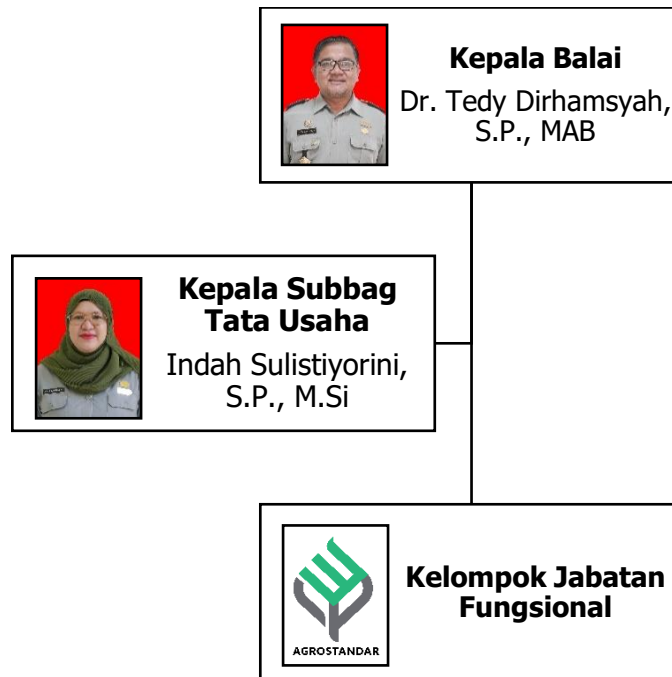 Kepala Balai
Dr. Tedy Dirhamsyah,
S.P., MAB
Kepala Subbag
Tata Usaha
Indah Sulistiyorini,
S.P., M.Si
Kelompok Jabatan
Fungsional
AGROSTANDAR